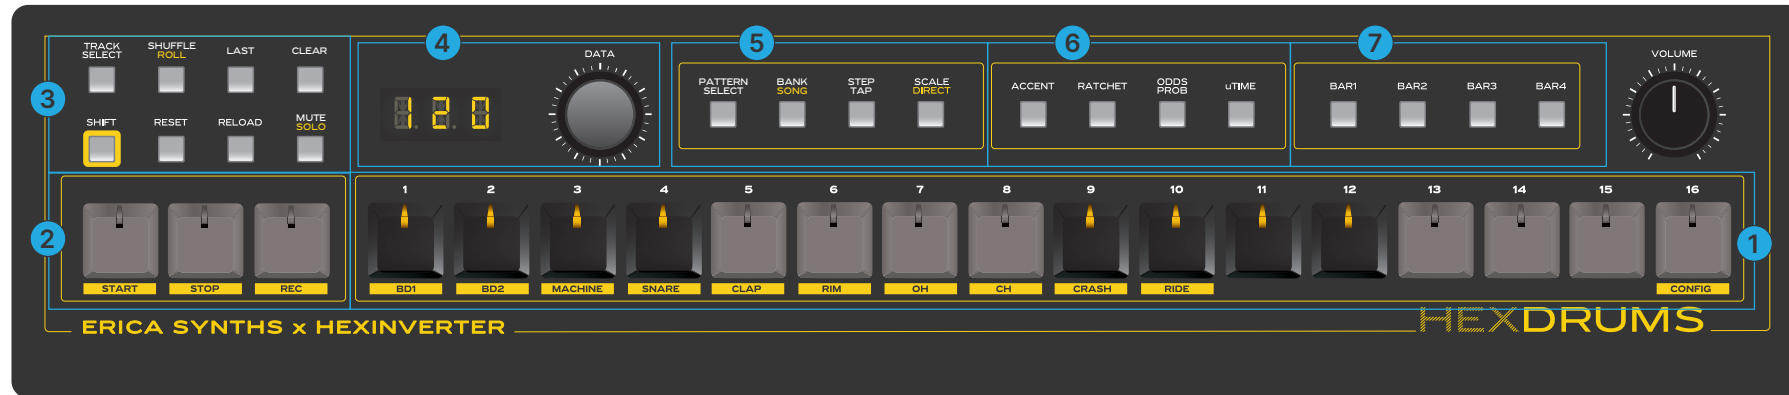 4 5 6 7
TRACK SELECT SHUFFLE ROLL LAST CLEAR
DATA
VOLUME
3
PATTERN SELECT BANK SONG STEP TAP SCALE DIRECT
ACCENT RATCHET ODDS PROB uTIME
BAR1 BAR2 BAR3 BAR4
120
SHIFT RESET RELOAD MUTE SOLO
1 2 3 4 5 6 7 8 9 10 11 12 13 14 15 16
2
1
START STOP REC
BD1 BD2 MACHINE SNARE CLAP RIM OH CH CRASH RIDE CONFIG
ERICA SYNTHS x HEXINVERTER
HEXDRUMS